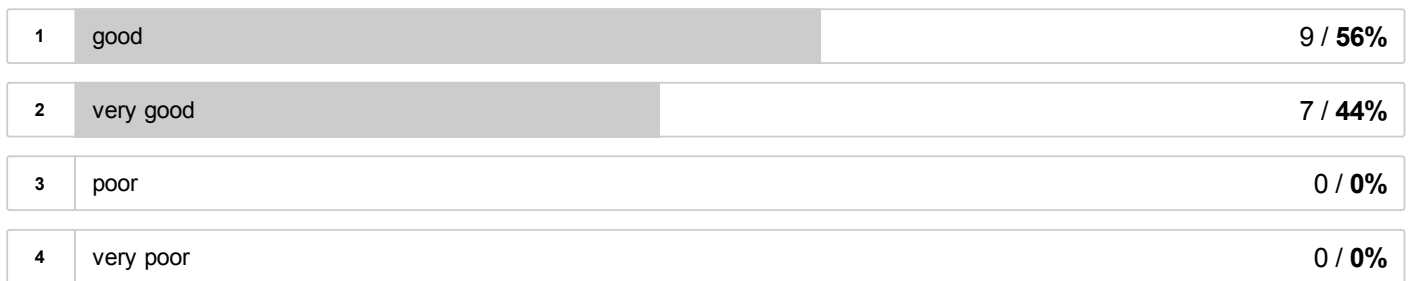 1 good 9 / 56%
2 very good 7 / 44%
3 poor 0 / 0%
4 very poor 0 / 0%